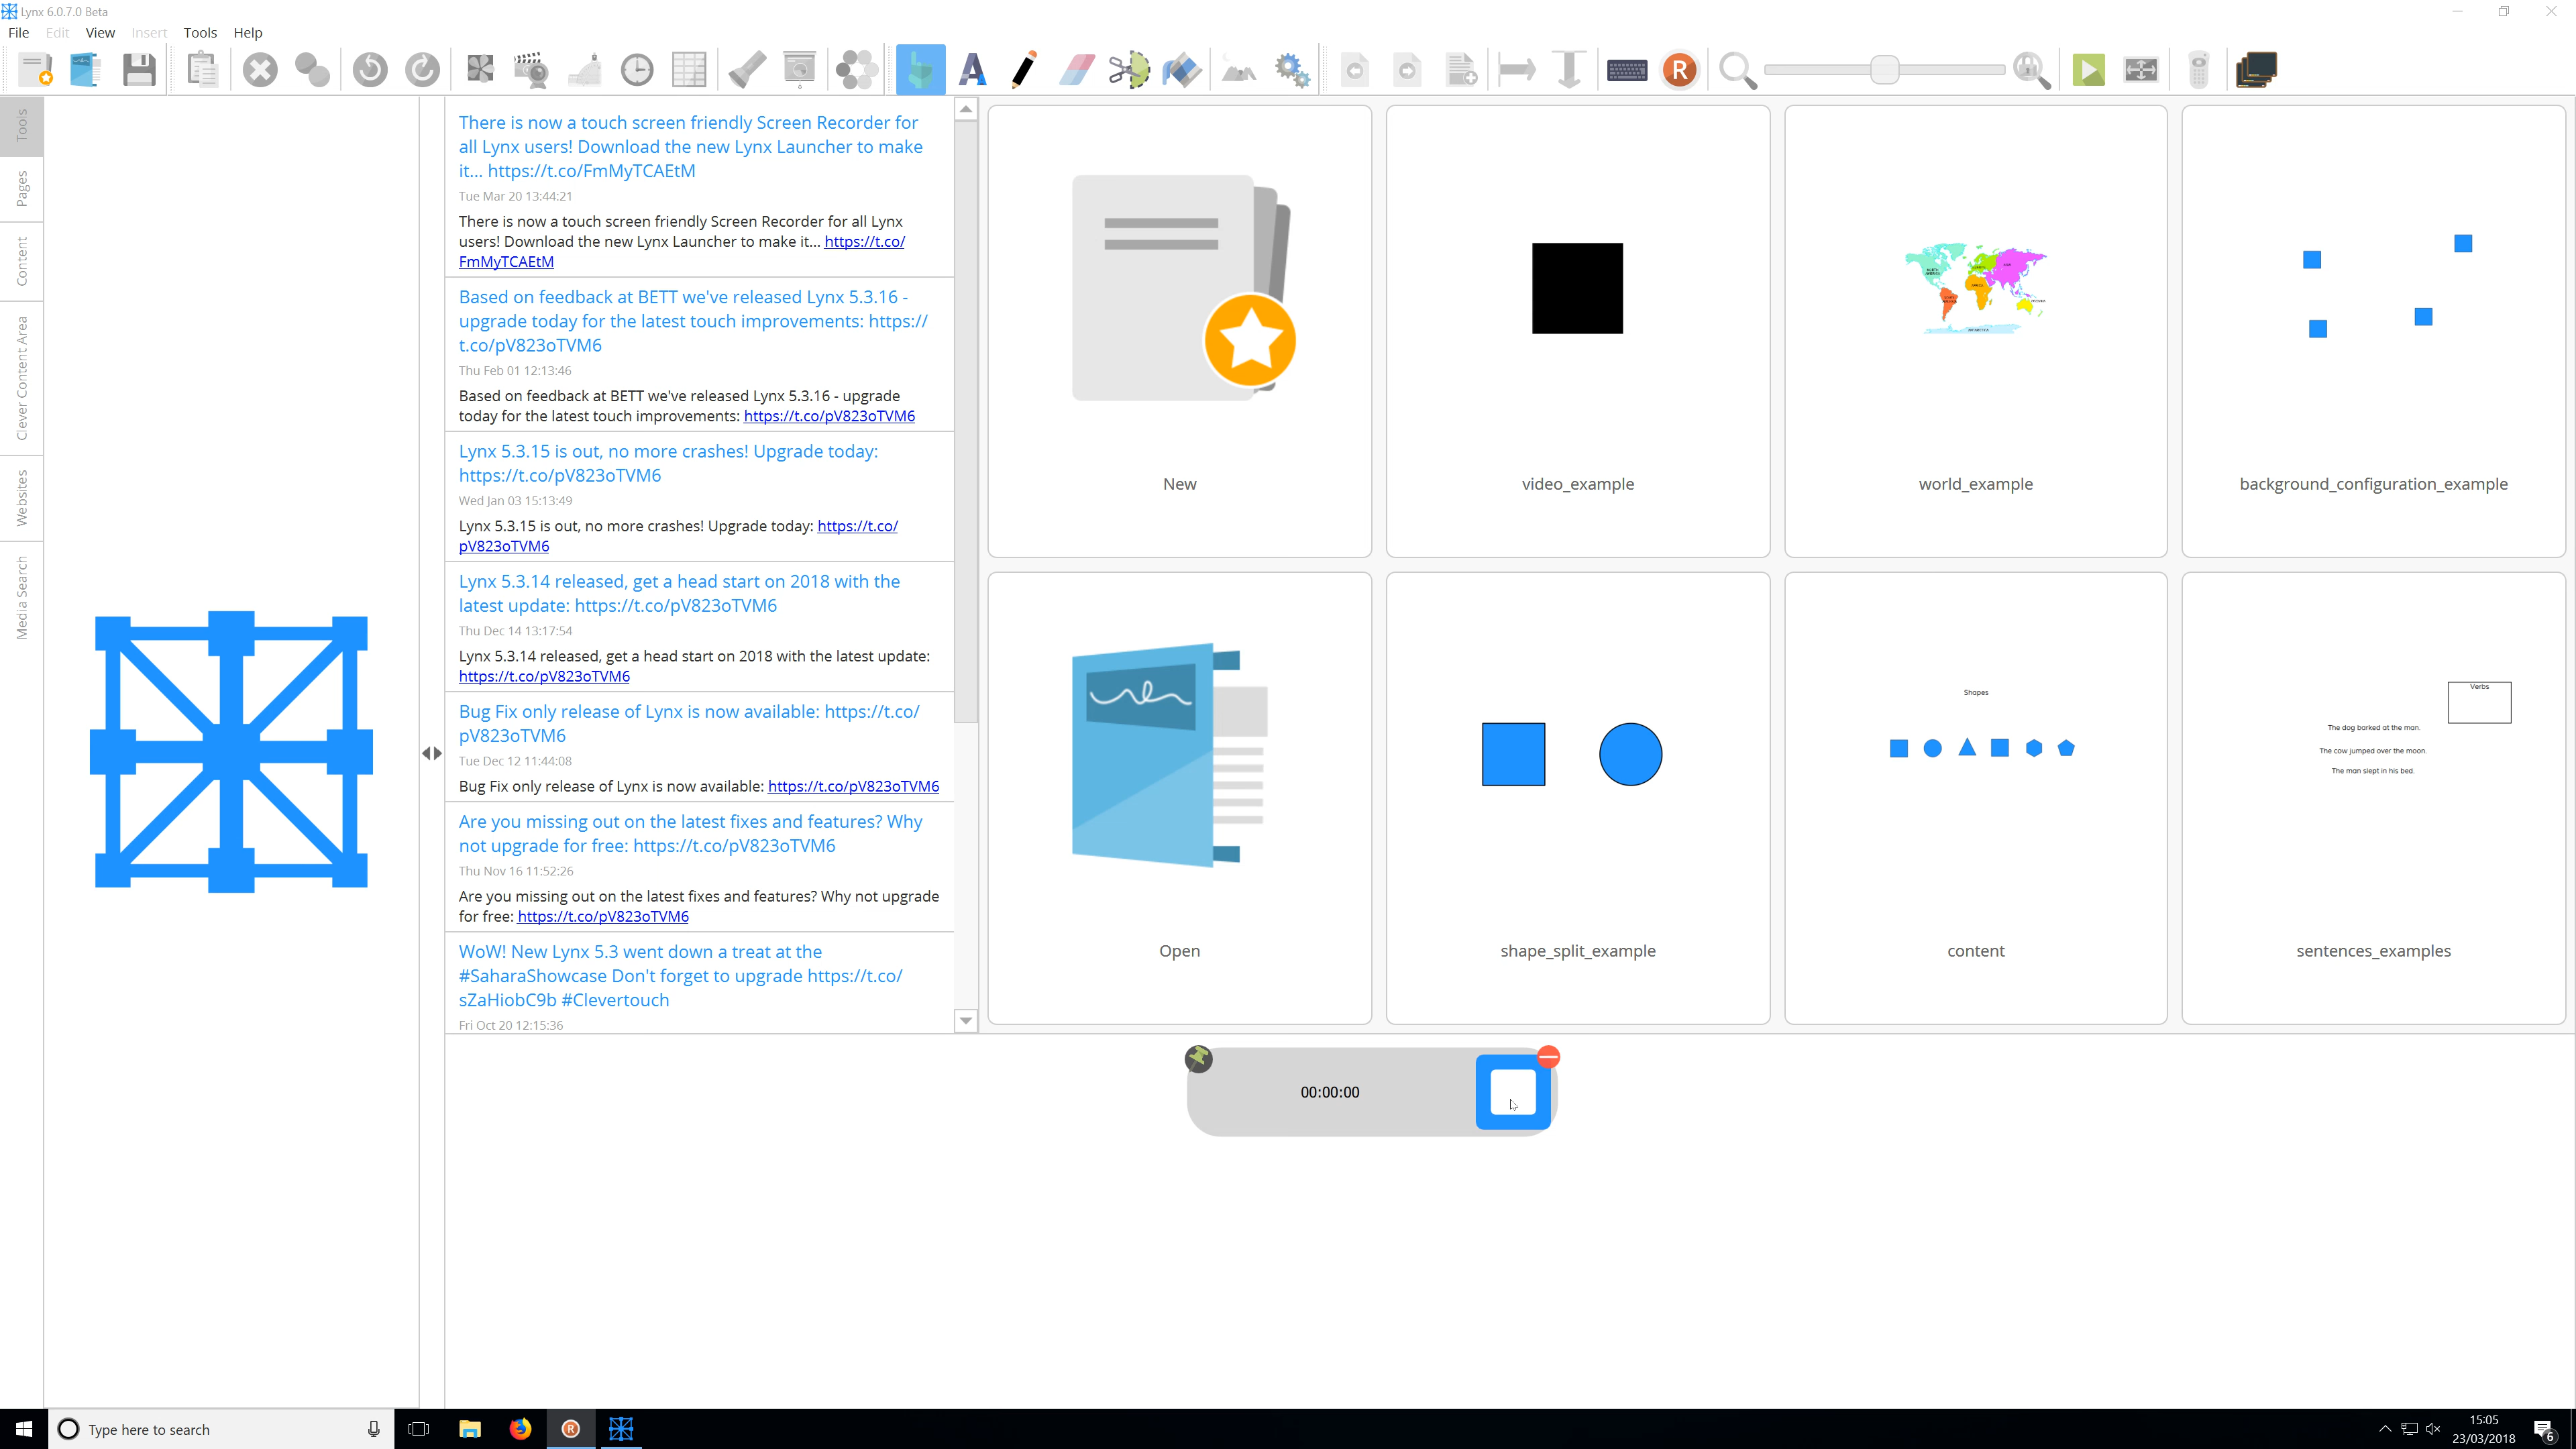 Lynx 6.0.7.0 Beta
File Edit View Insert Tools Help
R
Tools
Pages
Content
Clever Content Area
Websites
Media Search
There is now a touch screen friendly Screen Recorder for
all Lynx users! Download the new Lynx Launcher to make
it... https://t.co/FmMyTCAEtM
Tue Mar 20 13:44:21
There is now a touch screen friendly Screen Recorder for all Lynx
users! Download the new Lynx Launcher to make it... https://t.co/
FmMyTCAEtM
Based on feedback at BETT we've released Lynx 5.3.16 -
upgrade today for the latest touch improvements: https://
t.co/pV823oTVM6
Thu Feb 01 12:13:46
Based on feedback at BETT we've released Lynx 5.3.16 - upgrade
today for the latest touch improvements: https://t.co/pV823oTVM6
Lynx 5.3.15 is out, no more crashes! Upgrade today:
https://t.co/pV823oTVM6
Wed Jan 03 15:13:49
Lynx 5.3.15 is out, no more crashes! Upgrade today: https://t.co/
pV823oTVM6
Lynx 5.3.14 released, get a head start on 2018 with the
latest update: https://t.co/pV823oTVM6
Thu Dec 14 13:17:54
Lynx 5.3.14 released, get a head start on 2018 with the latest update:
https://t.co/pV823oTVM6
Bug Fix only release of Lynx is now available: https://t.co/
pV823oTVM6
Tue Dec 12 11:44:08
Bug Fix only release of Lynx is now available: https://t.co/pV823oTVM6
Are you missing out on the latest fixes and features? Why
not upgrade for free: https://t.co/pV823oTVM6
Thu Nov 16 11:52:26
Are you missing out on the latest fixes and features? Why not upgrade
for free: https://t.co/pV823oTVM6
WoW! New Lynx 5.3 went down a treat at the
#SaharaShowcase Don't forget to upgrade https://t.co/
sZaHiobC9b #Clevertouch
Fri Oct 20 12:15:36
New
video_example
world_example
background_configuration_example
Open
shape_split_example
Shapes
content
Verbs
The dog barked at the man.
The cow jumped over the moon.
The man slept in his bed.
sentences_examples
00:00:00
Type here to search
R
15:05
23/03/2018
6